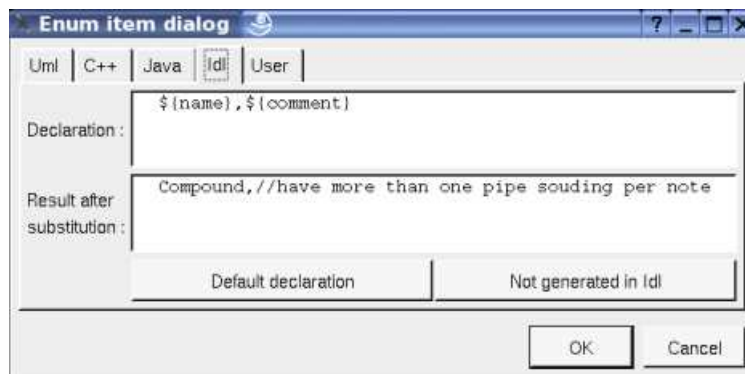 Enum item dialog ? _
Uml C++ Java Idl User
Declaration :
${name},${comment}
Result after
substitution :
Compound,//have more than one pipe souding per note
Default declaration Not generated in Idl
OK Cancel